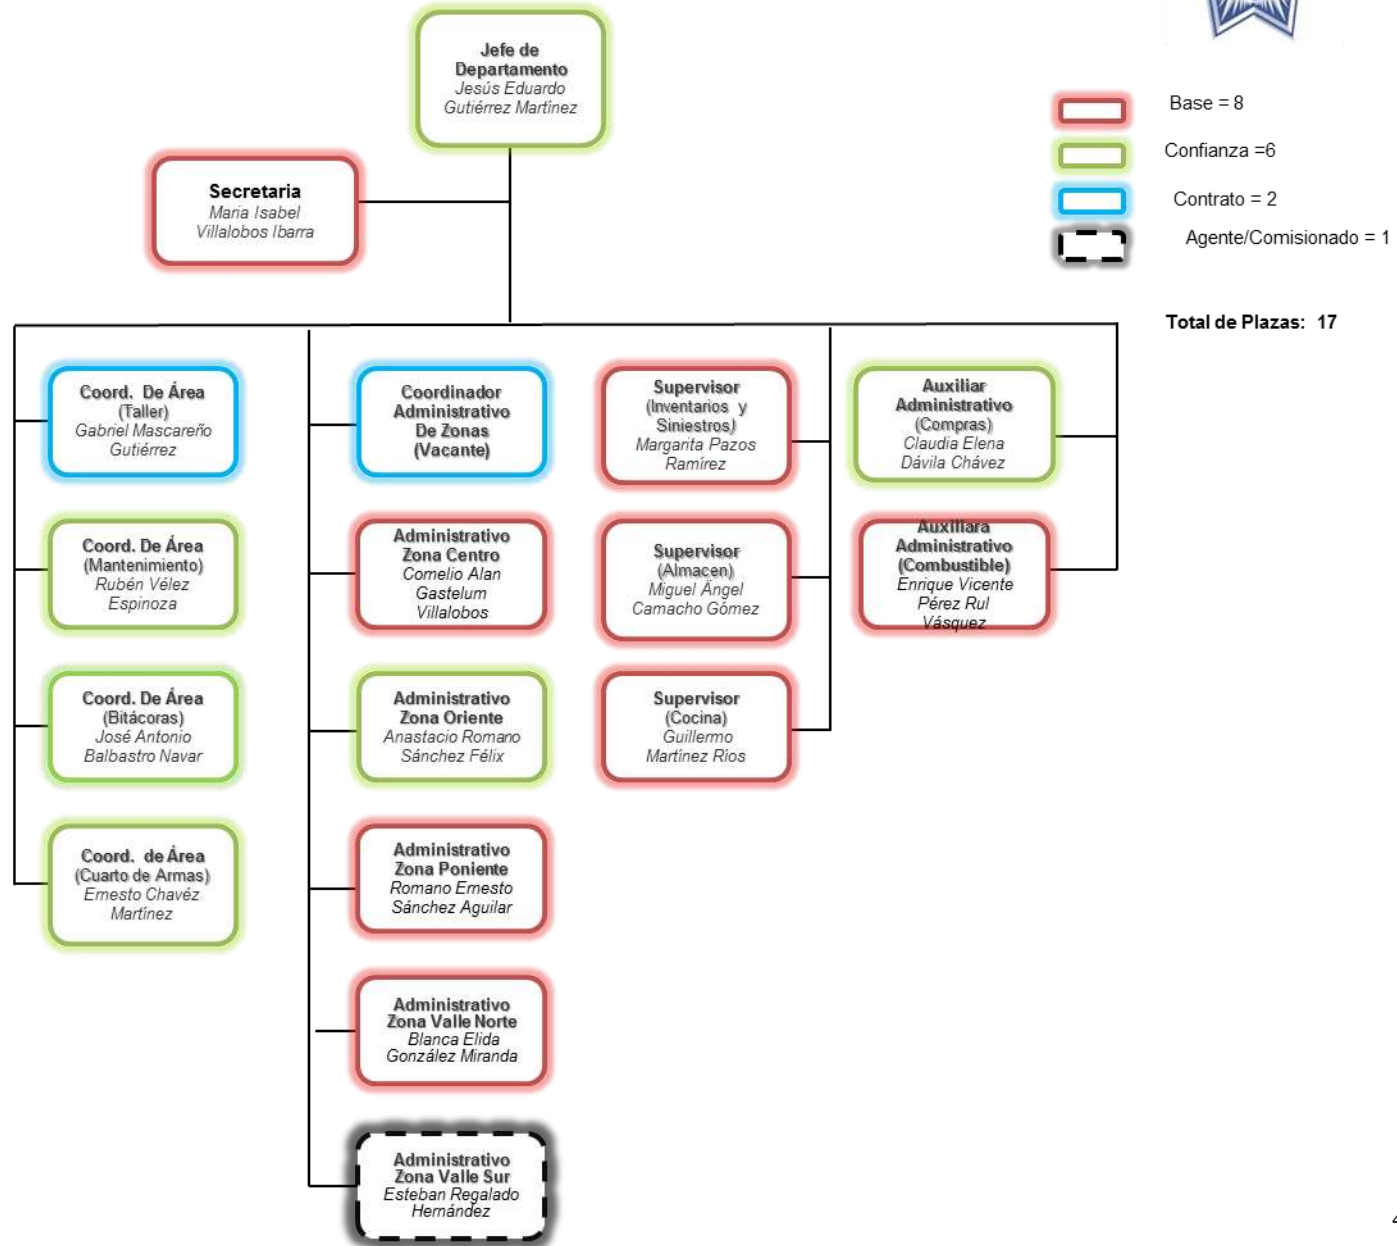 Jefe de
Departamento
Jesús Eduardo
Gutiérrez Martínez
Secretaria
Maria Isabel
Villalobos Ibarra
Base = 8
Confianza =6
Contrato = 2
Agente/Comisionado = 1
Total de Plazas: 17
Coord. De Área
(Taller)
Gabriel Mascareño
Gutiérrez
Coord. De Área
(Mantenimiento)
Rubén Vélez
Espinoza
Coord. De Área
(Bitácoras)
José Antonio
Balbastro Navar
Coord. de Área
(Cuarto de Armas)
Ernesto Chavéz
Martínez
Coordinador
Administrativo
De Zonas
(Vacante)
Administrativo
Zona Centro
Cornelio Alan
Gastelum
Villalobos
Administrativo
Zona Oriente
Anastacio Romano
Sánchez Félix
Administrativo
Zona Poniente
Romano Ernesto
Sánchez Aguilar
Administrativo
Zona Valle Norte
Blanca Elida
González Miranda
Administrativo
Zona Valle Sur
Esteban Regalado
Hernández
Supervisor
(Inventarios y
Siniestros)
Margarita Pazos
Ramírez
Supervisor
(Almacen)
Miguel Ängel
Camacho Gómez
Supervisor
(Cocina)
Guillermo
Martínez Ríos
Auxiliar
Administrativo
(Compras)
Claudia Elena
Dávila Chávez
Auxiliara
Administrativo
(Combustible)
Enrique Vicente
Pérez Rul
Vásquez